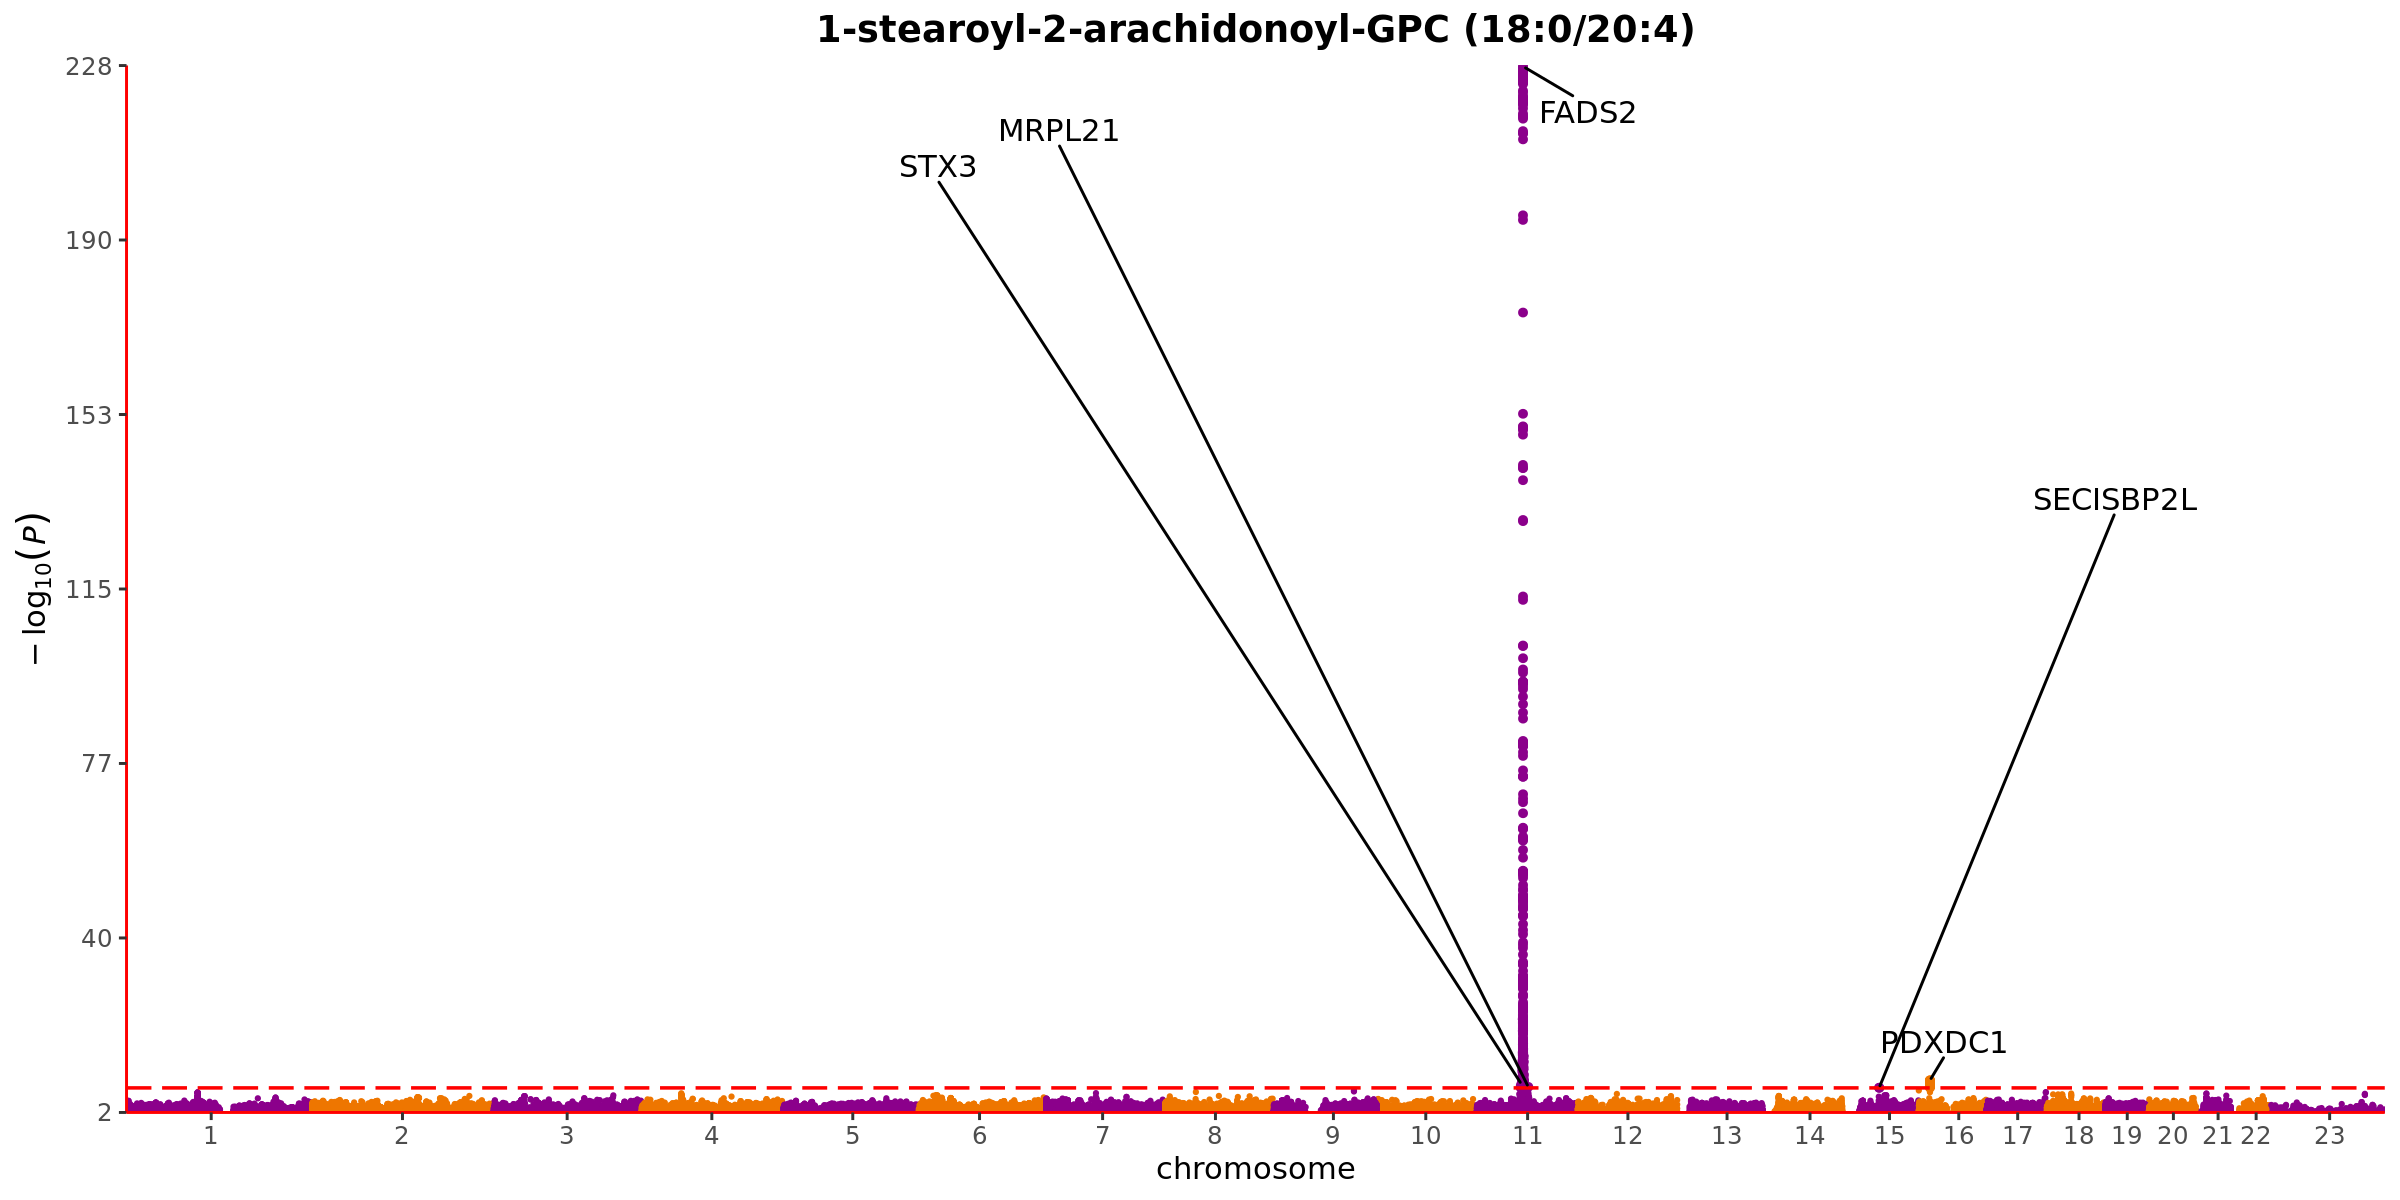 1-stearoyl-2-arachidonoyl-GPC (18:0/20:4)
228
190
153
115
77
40
2
− log10(P)
FADS2
MRPL21
STX3
SECISBP2L
PDXDC1
1 2 3 4 5 6 7 8 9 10 11 12 13 14 15 16 17 18 19 20 21 22 23
chromosome